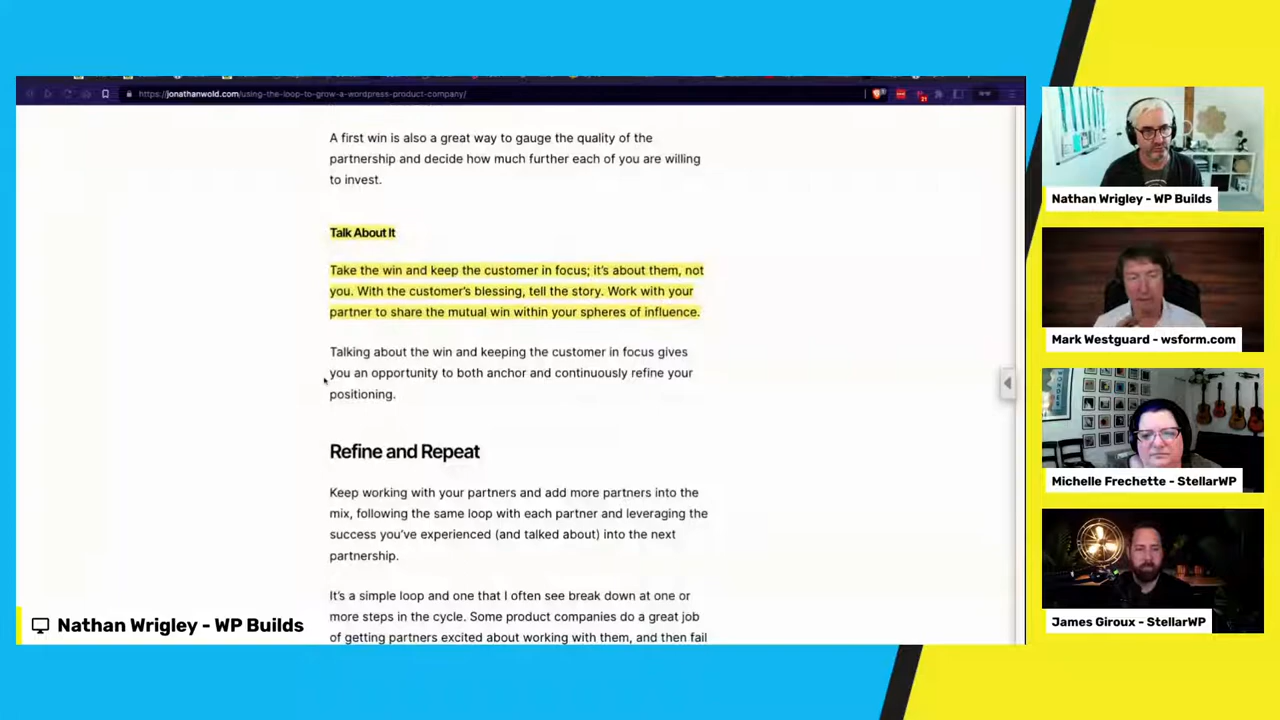 https://jonathanwold.com/using-the-loop-to-grow-a-wordpress-product-company/
A first win is also a great way to gauge the quality of the
partnership and decide how much further each of you are willing
to invest.
Talk About It
Take the win and keep the customer in focus; it's about them, not
you. With the customer's blessing, tell the story. Work with your
partner to share the mutual win within your spheres of influence.
Talking about the win and keeping the customer in focus gives
you an opportunity to both anchor and continuously refine your
positioning.
Refine and Repeat
Keep working with your partners and add more partners into the
mix, following the same loop with each partner and leveraging the
success you've experienced (and talked about) into the next
partnership.
It's a simple loop and one that I often see break down at one or
more steps in the cycle. Some product companies do a great job
of getting partners excited about working with them, and then fail
Nathan Wrigley - WP Builds
Nathan Wrigley - WP Builds
Mark Westguard - wsform.com
Michelle Frechette - StellarWP
James Giroux - StellarWP